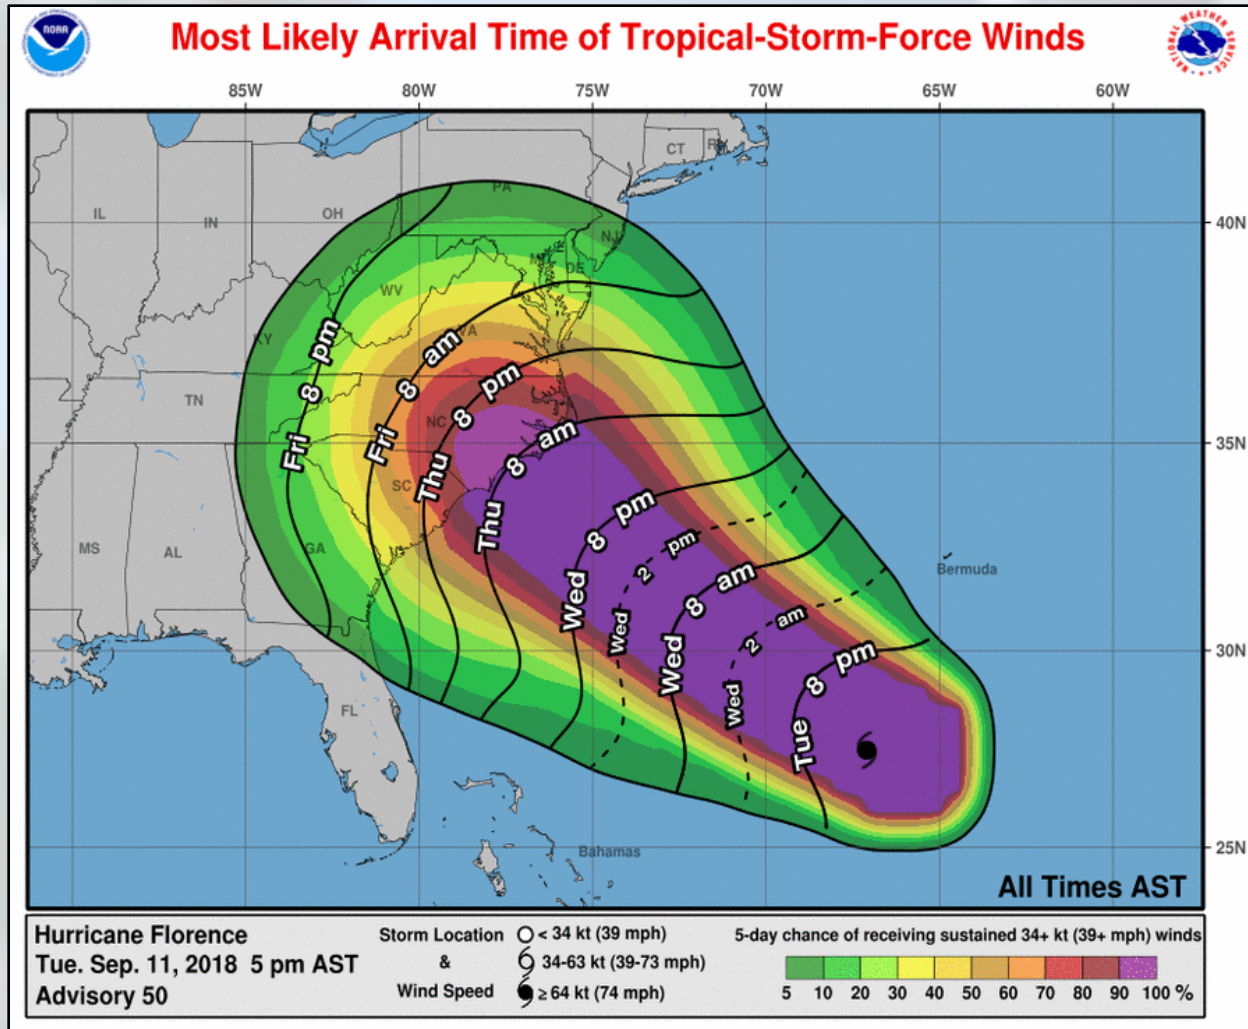 NOAA
Most Likely Arrival Time of Tropical-Storm-Force Winds
NATIONAL WEATHER SERVICE
85W 80W 75W 70W 65W 60W
CT
PA
IL IN OH
40N
NJ
DE
WV
KY
VA
TN
NC
35N
SC
MS AL GA
Bermuda
30N
FL
Bahamas
25N
Fri 8 pm
Fri 8 am
Thu 8 pm
Thu 8 am
Wed 8 pm
Wed 2 pm
Wed 8 am
Wed 2 am
Tue 8 pm
All Times AST
Hurricane Florence
Tue. Sep. 11, 2018 5 pm AST
Advisory 50
Storm Location
&
Wind Speed
< 34 kt (39 mph)
34-63 kt (39-73 mph)
≥ 64 kt (74 mph)
5-day chance of receiving sustained 34+ kt (39+ mph) winds
5 10 20 30 40 50 60 70 80 90 100 %